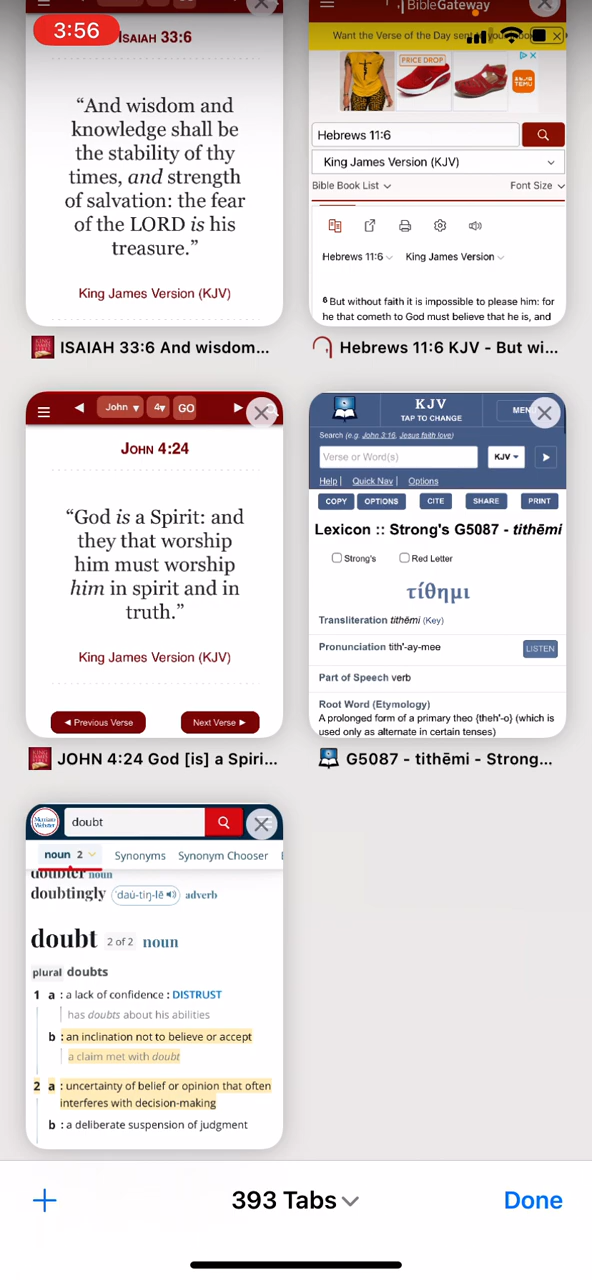 3:56
ISAIAH 33:6
“And wisdom and
knowledge shall be
the stability of thy
times, and strength
of salvation: the fear
of the LORD is his
treasure.”
King James Version (KJV)
ISAIAH 33:6 And wisdom...
BibleGateway
Want the Verse of the Day sent
PRICE DROP
TEMU
Hebrews 11:6
King James Version (KJV)
Bible Book List
Font Size
Hebrews 11:6
King James Version
6 But without faith it is impossible to please him: for
he that cometh to God must believe that he is, and
Hebrews 11:6 KJV - But wi...
John
4
GO
JOHN 4:24
“God is a Spirit: and
they that worship
him must worship
him in spirit and in
truth.”
King James Version (KJV)
◄ Previous Verse
Next Verse ►
JOHN 4:24 God [is] a Spiri...
KJV
TAP TO CHANGE
MEN
Search (e.g. John 3:16, Jesus faith love)
Verse or Word(s)
KJV
Help | Quick Nav | Options
COPY
OPTIONS
CITE
SHARE
PRINT
Lexicon :: Strong's G5087 - tithēmi
Strong's
Red Letter
τίθημι
Transliteration tithēmi (Key)
Pronunciation tith'-ay-mee
LISTEN
Part of Speech verb
Root Word (Etymology)
A prolonged form of a primary theo {theh'-o} (which is
used only as alternate in certain tenses)
G5087 - tithēmi - Strong...
Merriam
Webster
doubt
noun 2
Synonyms
Synonym Chooser
doubter noun
doubtingly ˈdau̇-tiŋ-lē adverb
doubt 2 of 2 noun
plural doubts
1 a : a lack of confidence : DISTRUST
has doubts about his abilities
b : an inclination not to believe or accept
a claim met with doubt
2 a : uncertainty of belief or opinion that often
interferes with decision-making
b : a deliberate suspension of judgment
393 Tabs
Done